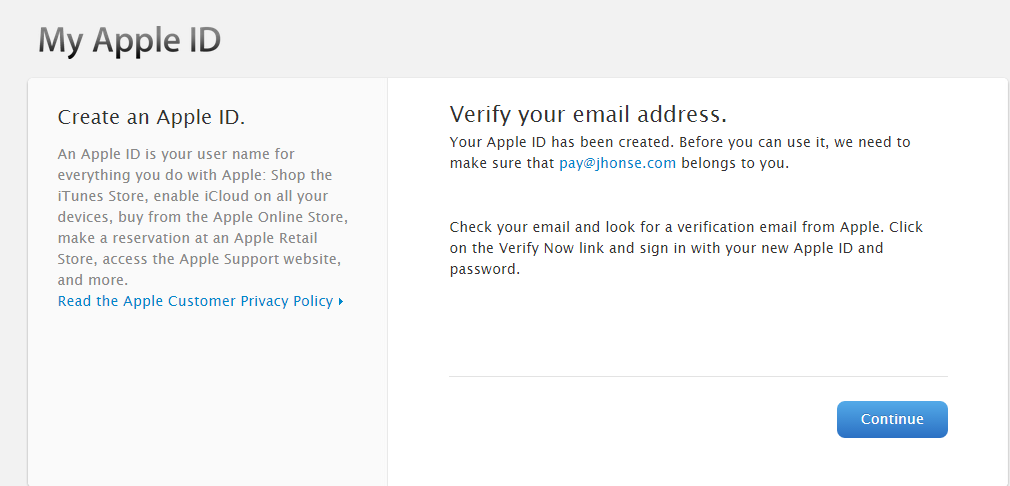 My Apple ID
Create an Apple ID.
An Apple ID is your user name for
everything you do with Apple: Shop the
iTunes Store, enable iCloud on all your
devices, buy from the Apple Online Store,
make a reservation at an Apple Retail
Store, access the Apple Support website,
and more.
Read the Apple Customer Privacy Policy
Verify your email address.
Your Apple ID has been created. Before you can use it, we need to
make sure that pay@jhonse.com belongs to you.
Check your email and look for a verification email from Apple. Click
on the Verify Now link and sign in with your new Apple ID and
password.
Continue